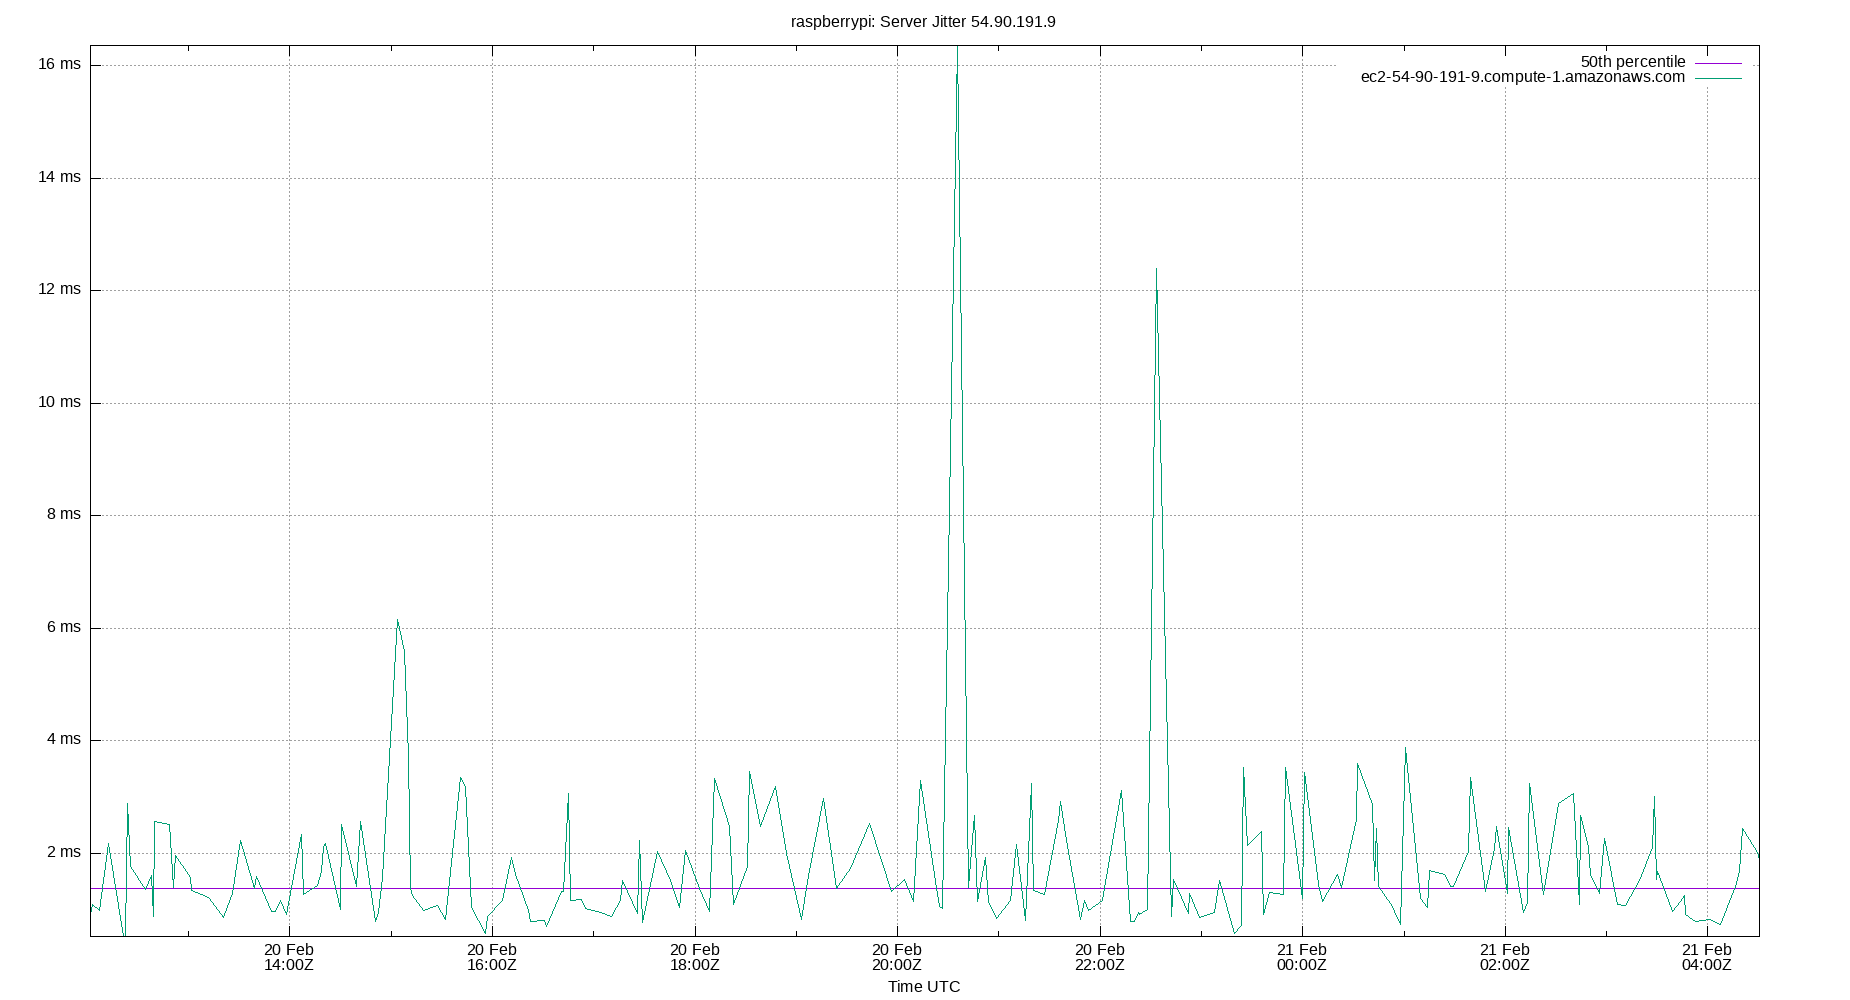 raspberrypi: Server Jitter 54.90.191.9
16 ms
14 ms
12 ms
10 ms
8 ms
6 ms
4 ms
2 ms
50th percentile
ec2-54-90-191-9.compute-1.amazonaws.com
20 Feb
14:00Z
20 Feb
16:00Z
20 Feb
18:00Z
20 Feb
20:00Z
20 Feb
22:00Z
21 Feb
00:00Z
21 Feb
02:00Z
21 Feb
04:00Z
Time UTC